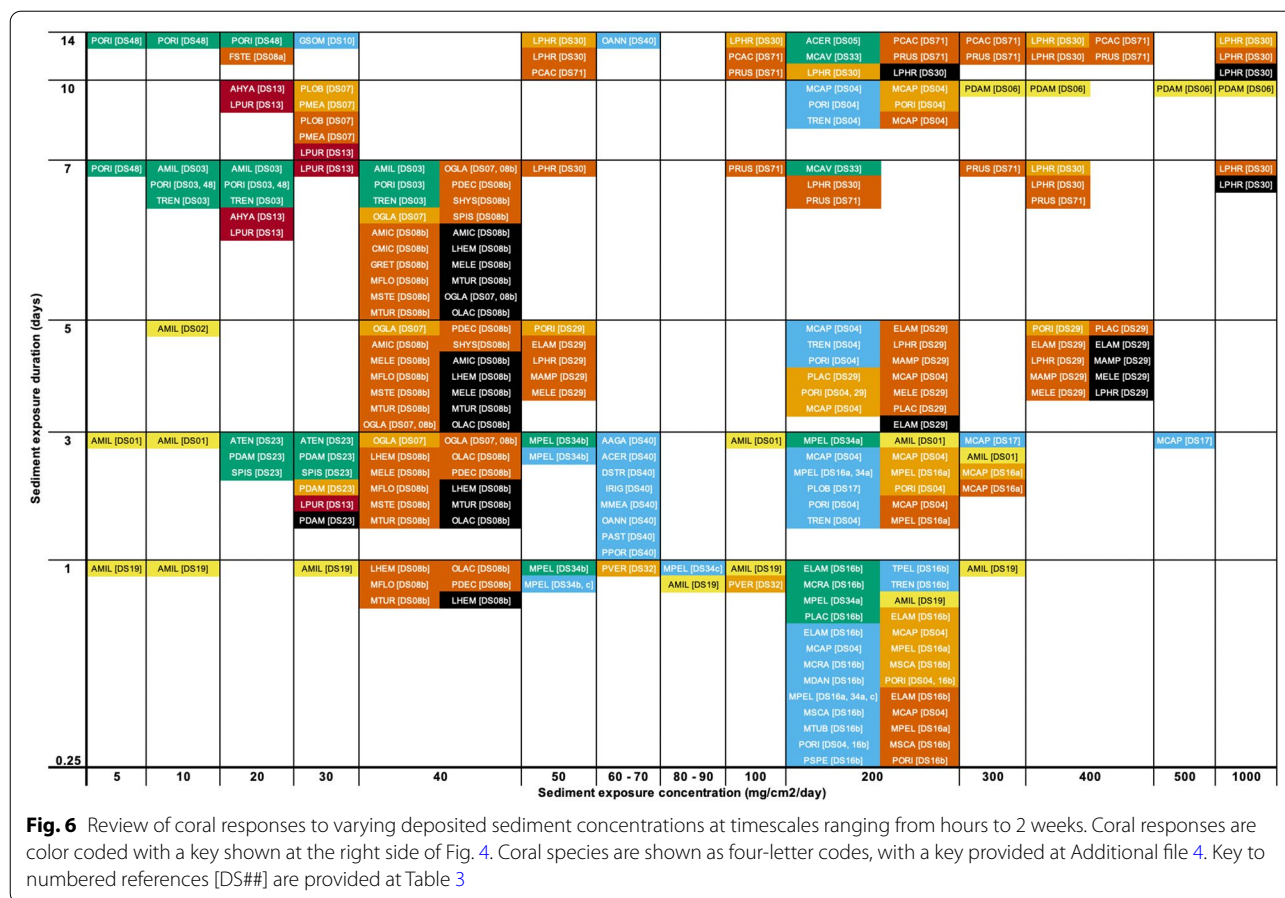 14 PORI [DS48] PORI [DS48] PORI [DS48] GSOM [DS10] LPHR [DS30] OANN [DS40] LPHR [DS30] ACER [DS05] PCAC [DS71] PCAC [DS71] LPHR [DS30] PCAC [DS71] LPHR [DS30]
FSTE [DS08a] LPHR [DS30] PCAC [DS71] MCAV [DS33] PRUS [DS71] PRUS [DS71] LPHR [DS30] PRUS [DS71] LPHR [DS30]
PCAC [DS71] PRUS [DS71] LPHR [DS30] LPHR [DS30] LPHR [DS30]
10 AHYA [DS13] PLOB [DS07] MCAP [DS04] MCAP [DS04] PDAM [DS06] PDAM [DS06] PDAM [DS06] PDAM [DS06]
LPUR [DS13] PMEA [DS07] PORI [DS04] PORI [DS04]
PLOB [DS07] TREN [DS04] MCAP [DS04]
PMEA [DS07]
LPUR [DS13]
7 PORI [DS48] AMIL [DS03] AMIL [DS03] LPUR [DS13] AMIL [DS03] OGLA [DS07, 08b] LPHR [DS30] PRUS [DS71] MCAV [DS33] PRUS [DS71] LPHR [DS30] LPHR [DS30]
PORI [DS03, 48] PORI [DS03, 48] PORI [DS03] PDEC [DS08b] LPHR [DS30] LPHR [DS30] LPHR [DS30]
TREN [DS03] TREN [DS03] TREN [DS03] SHYS[DS08b] PRUS [DS71] PRUS [DS71]
AHYA [DS13] OGLA [DS07] SPIS [DS08b]
LPUR [DS13] AMIC [DS08b] AMIC [DS08b]
CMIC [DS08b] LHEM [DS08b]
GRET [DS08b] MELE [DS08b]
MFLO [DS08b] MTUR [DS08b]
MSTE [DS08b] OGLA [DS07, 08b]
MTUR [DS08b] OLAC [DS08b]
5 AMIL [DS02] OGLA [DS07] PDEC [DS08b] PORI [DS29] MCAP [DS04] ELAM [DS29] PORI [DS29] PLAC [DS29]
AMIC [DS08b] SHYS[DS08b] ELAM [DS29] TREN [DS04] LPHR [DS29] ELAM [DS29] ELAM [DS29]
MELE [DS08b] AMIC [DS08b] LPHR [DS29] PORI [DS04] MAMP [DS29] LPHR [DS29] MAMP [DS29]
MFLO [DS08b] LHEM [DS08b] MAMP [DS29] PLAC [DS29] MCAP [DS04] MAMP [DS29] MELE [DS29]
MSTE [DS08b] MELE [DS08b] MELE [DS29] PORI [DS04, 29] MELE [DS29] MELE [DS29] LPHR [DS29]
MTUR [DS08b] MTUR [DS08b] MCAP [DS04] PLAC [DS29]
OGLA [DS07, 08b] OLAC [DS08b] ELAM [DS29]
3 AMIL [DS01] AMIL [DS01] ATEN [DS23] ATEN [DS23] OGLA [DS07] OGLA [DS07, 08b] MPEL [DS34b] AAGA [DS40] AMIL [DS01] MPEL [DS34a] AMIL [DS01] MCAP [DS17] MCAP [DS17]
PDAM [DS23] PDAM [DS23] LHEM [DS08b] OLAC [DS08b] MPEL [DS34b] ACER [DS40] MCAP [DS04] MCAP [DS04] AMIL [DS01]
SPIS [DS23] SPIS [DS23] MELE [DS08b] PDEC [DS08b] DSTR [DS40] MPEL [DS16a, 34a] MPEL [DS16a] MCAP [DS16a]
PDAM [DS23] MFLO [DS08b] LHEM [DS08b] IRIG [DS40] PLOB [DS17] PORI [DS04] MCAP [DS16a]
LPUR [DS13] MSTE [DS08b] MTUR [DS08b] MMEA [DS40] PORI [DS04] MCAP [DS04]
PDAM [DS23] MTUR [DS08b] OLAC [DS08b] OANN [DS40] TREN [DS04] MPEL [DS16a]
PAST [DS40]
PPOR [DS40]
1 AMIL [DS19] AMIL [DS19] AMIL [DS19] LHEM [DS08b] OLAC [DS08b] MPEL [DS34b] PVER [DS32] MPEL [DS34c] AMIL [DS19] ELAM [DS16b] TPEL [DS16b] AMIL [DS19]
MFLO [DS08b] PDEC [DS08b] MPEL [DS34b, c] AMIL [DS19] PVER [DS32] MCRA [DS16b] TREN [DS16b]
MTUR [DS08b] LHEM [DS08b] MPEL [DS34a] AMIL [DS19]
PLAC [DS16b] ELAM [DS16b]
ELAM [DS16b] MCAP [DS04]
MCAP [DS04] MPEL [DS16a]
MCRA [DS16b] MSCA [DS16b]
MDAN [DS16b] PORI [DS04, 16b]
MPEL [DS16a, 34a, c] ELAM [DS16b]
MSCA [DS16b] MCAP [DS04]
MTUB [DS16b] MPEL [DS16a]
PORI [DS04, 16b] MSCA [DS16b]
0.25 PSPE [DS16b] PORI [DS16b]
5 10 20 30 40 50 60 - 70 80 - 90 100 200 300 400 500 1000
Sediment exposure duration (days)
Sediment exposure concentration (mg/cm2/day)
Fig. 6 Review of coral responses to varying deposited sediment concentrations at timescales ranging from hours to 2 weeks. Coral responses are
color coded with a key shown at the right side of Fig. 4. Coral species are shown as four-letter codes, with a key provided at Additional file 4. Key to
numbered references [DS##] are provided at Table 3